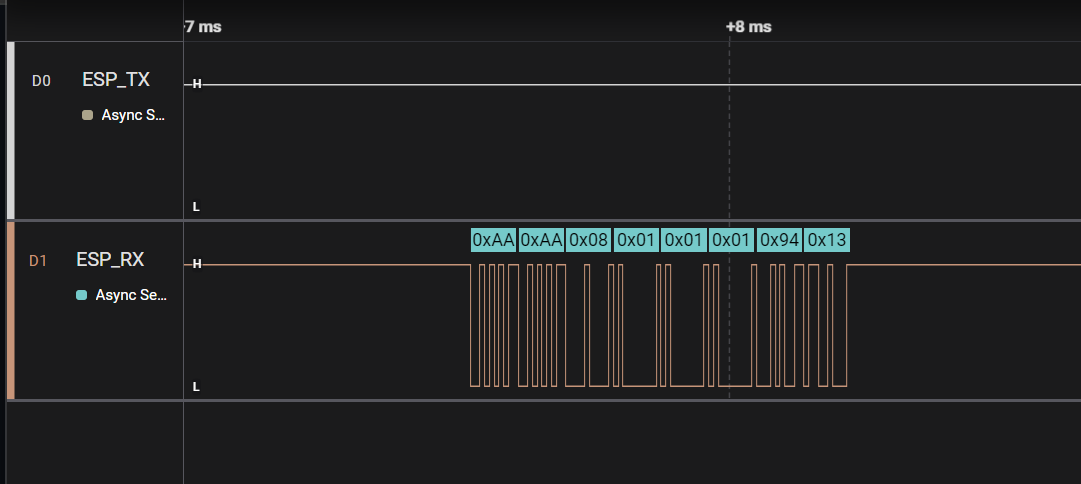 7 ms
+8 ms
D0 ESP_TX
Async S...
H
L
0xAA 0xAA 0x08 0x01 0x01 0x01 0x94 0x13
D1 ESP_RX
Async Se...
H
L